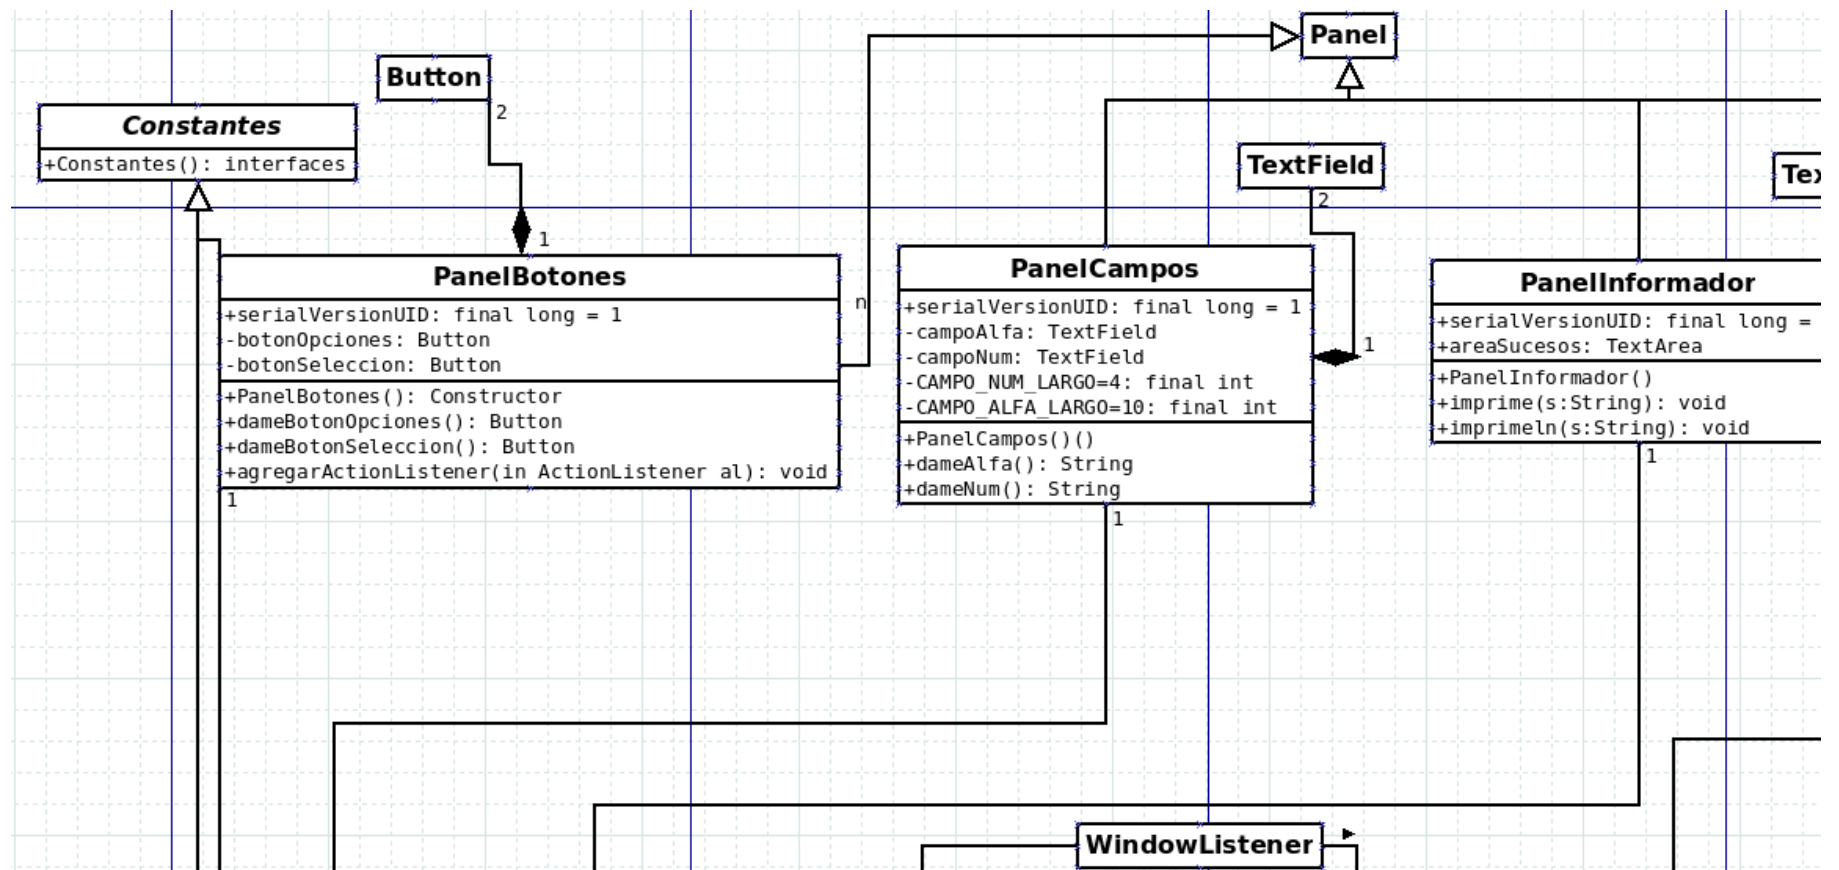 Panel
Button
2
Constantes
+Constantes(): interfaces
TextField
2
Tex
1
PanelBotones
+serialVersionUID: final long = 1
-botonOpciones: Button
-botonSeleccion: Button
+PanelBotones(): Constructor
+dameBotonOpciones(): Button
+dameBotonSeleccion(): Button
+agregarActionListener(in ActionListener al): void
1
n
PanelCampos
+serialVersionUID: final long = 1
-campoAlfa: TextField
-campoNum: TextField
-CAMPO_NUM_LARGO=4: final int
-CAMPO_ALFA_LARGO=10: final int
+PanelCampos()()
+dameAlfa(): String
+dameNum(): String
1
1
PanelInformador
+serialVersionUID: final long =
+areaSucesos: TextArea
+PanelInformador()
+imprime(s:String): void
+imprimeln(s:String): void
1
WindowListener